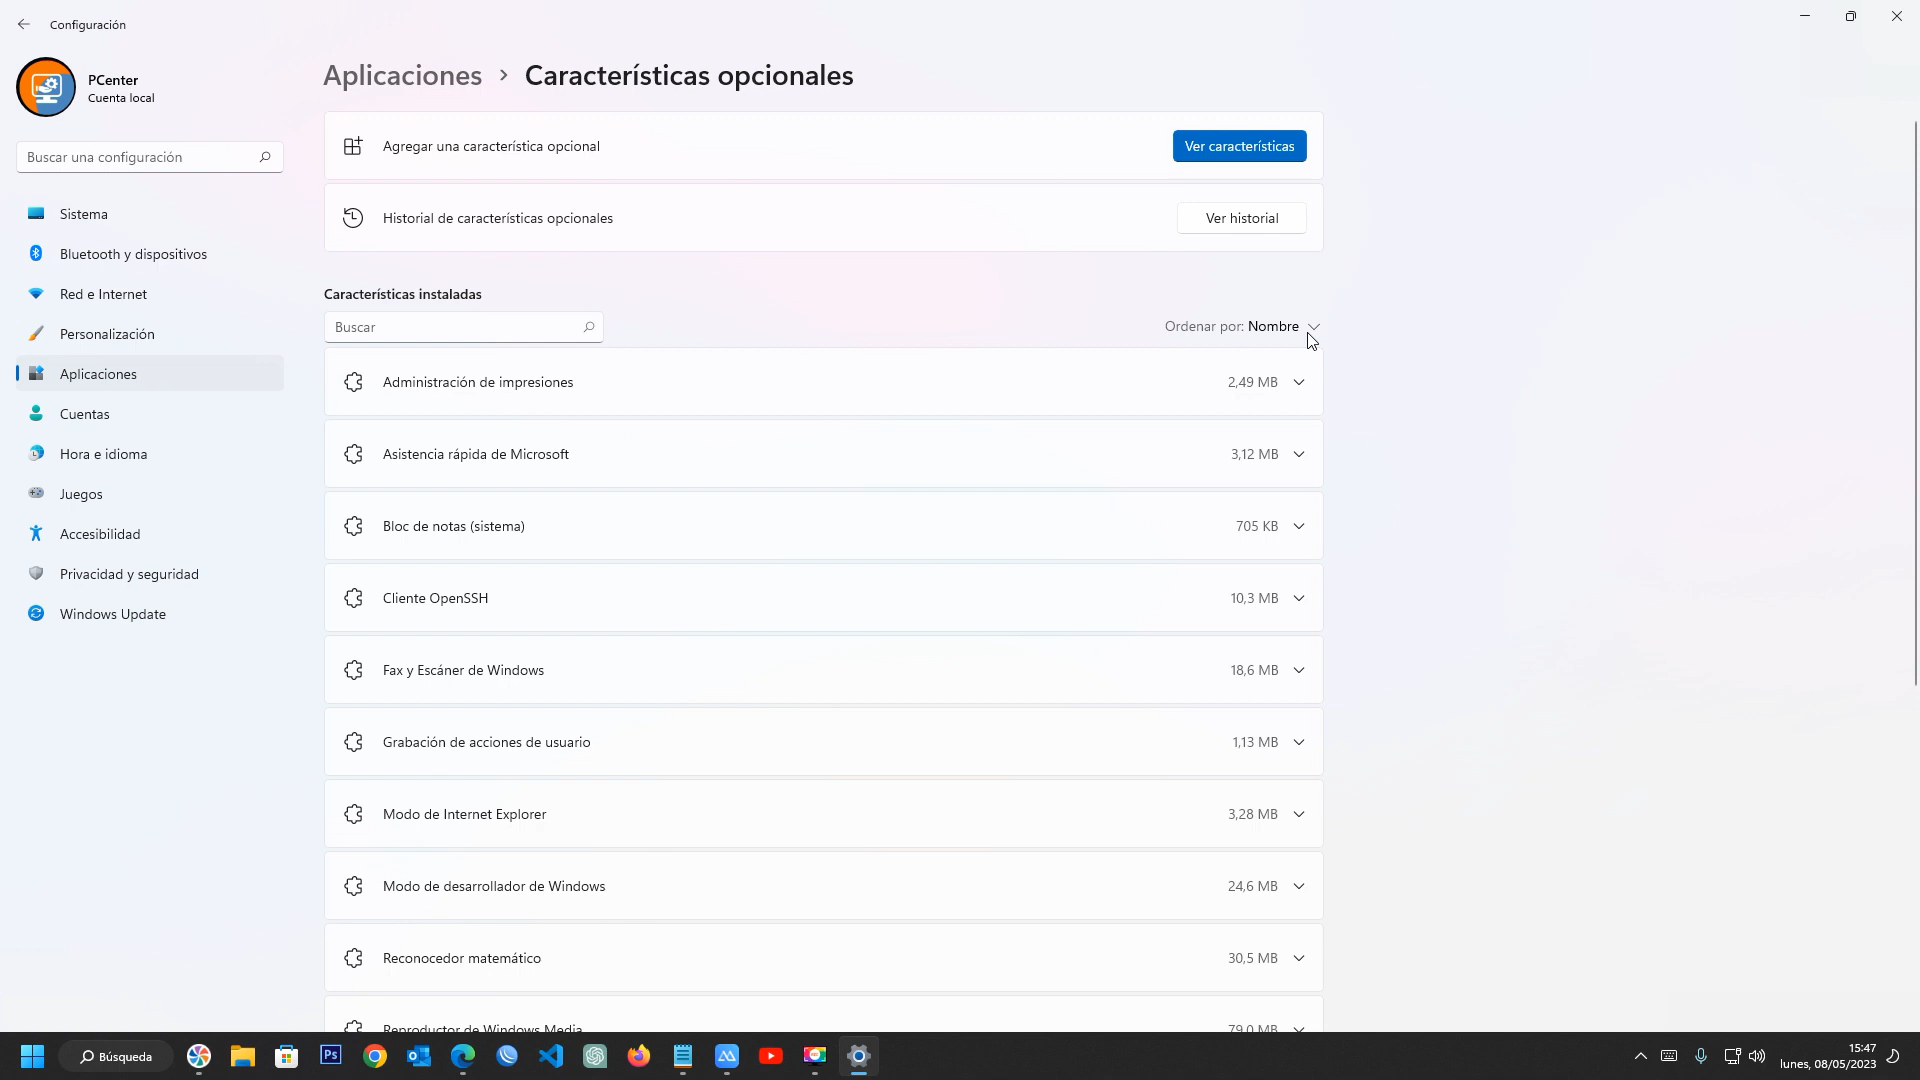 Configuración
PCenter
Cuenta local
Buscar una configuración
Sistema
Bluetooth y dispositivos
Red e Internet
Personalización
Aplicaciones
Cuentas
Hora e idioma
Juegos
Accesibilidad
Privacidad y seguridad
Windows Update
Aplicaciones > Características opcionales
Agregar una característica opcional
Ver características
Historial de características opcionales
Ver historial
Características instaladas
Buscar
Ordenar por: Nombre
Administración de impresiones 2,49 MB
Asistencia rápida de Microsoft 3,12 MB
Bloc de notas (sistema) 705 KB
Cliente OpenSSH 10,3 MB
Fax y Escáner de Windows 18,6 MB
Grabación de acciones de usuario 1,13 MB
Modo de Internet Explorer 3,28 MB
Modo de desarrollador de Windows 24,6 MB
Reconocedor matemático 30,5 MB
Reproductor de Windows Media 79,0 MB
Búsqueda
Ps
15:47
lunes, 08/05/2023